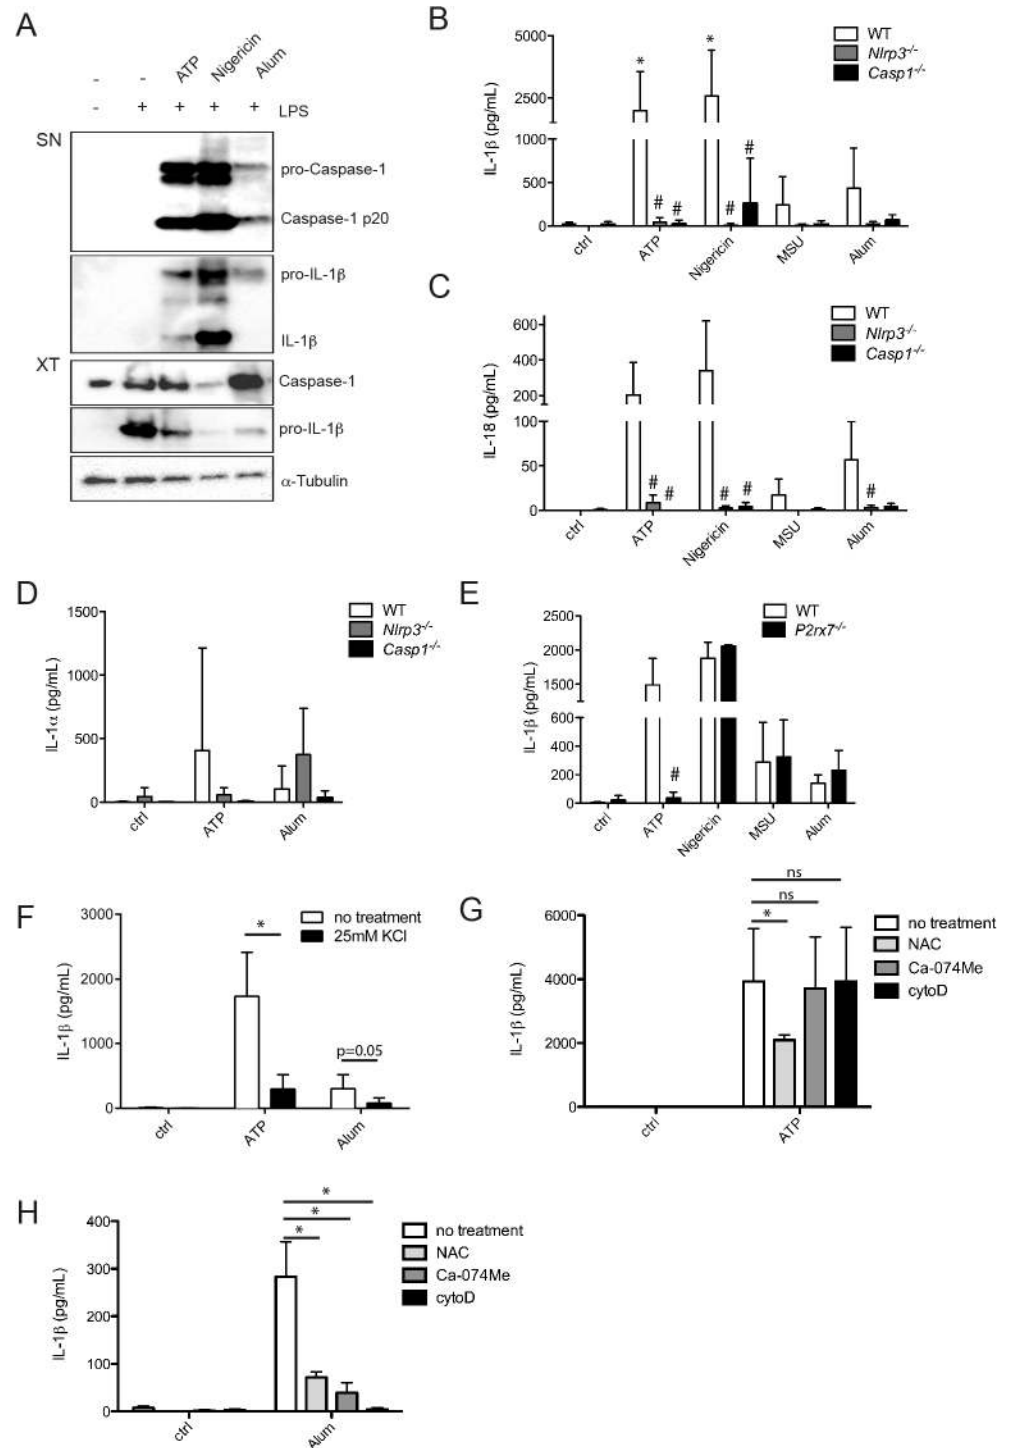 A
- - ATP Nigericin Alum
- + + + + LPS
SN
pro-Caspase-1
Caspase-1 p20
pro-IL-1β
IL-1β
XT
Caspase-1
pro-IL-1β
α-Tubulin
B
IL-1β (pg/mL)
5000
2500
1000
500
0
* *
# # # #
WT
Nlrp3-/-
Casp1-/-
ctrl ATP Nigericin MSU Alum
C
IL-18 (pg/mL)
600
400
200
100
50
0
# # # # #
WT
Nlrp3-/-
Casp1-/-
ctrl ATP Nigericin MSU Alum
D
IL-1α (pg/mL)
1500
1000
500
0
WT
Nlrp3-/-
Casp1-/-
ctrl ATP Alum
E
IL-1β (pg/mL)
2500
2000
1500
600
400
200
0
#
WT
P2rx7-/-
ctrl ATP Nigericin MSU Alum
F
IL-1β (pg/mL)
3000
2000
1000
0
*
p=0.05
no treatment
25mM KCl
ctrl ATP Alum
G
IL-1β (pg/mL)
6000
4000
2000
0
ns
ns
*
no treatment
NAC
Ca-074Me
cytoD
ctrl ATP
H
IL-1β (pg/mL)
400
300
200
100
0
*
*
*
no treatment
NAC
Ca-074Me
cytoD
ctrl Alum